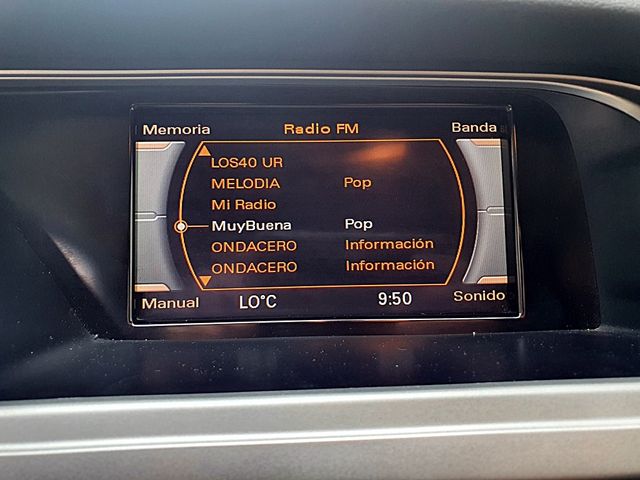 Memoria Radio FM Banda
LOS40 UR
MELODIA Pop
Mi Radio
MuyBuena Pop
ONDACERO Información
ONDACERO Información
Manual LO°C 9:50 Sonido